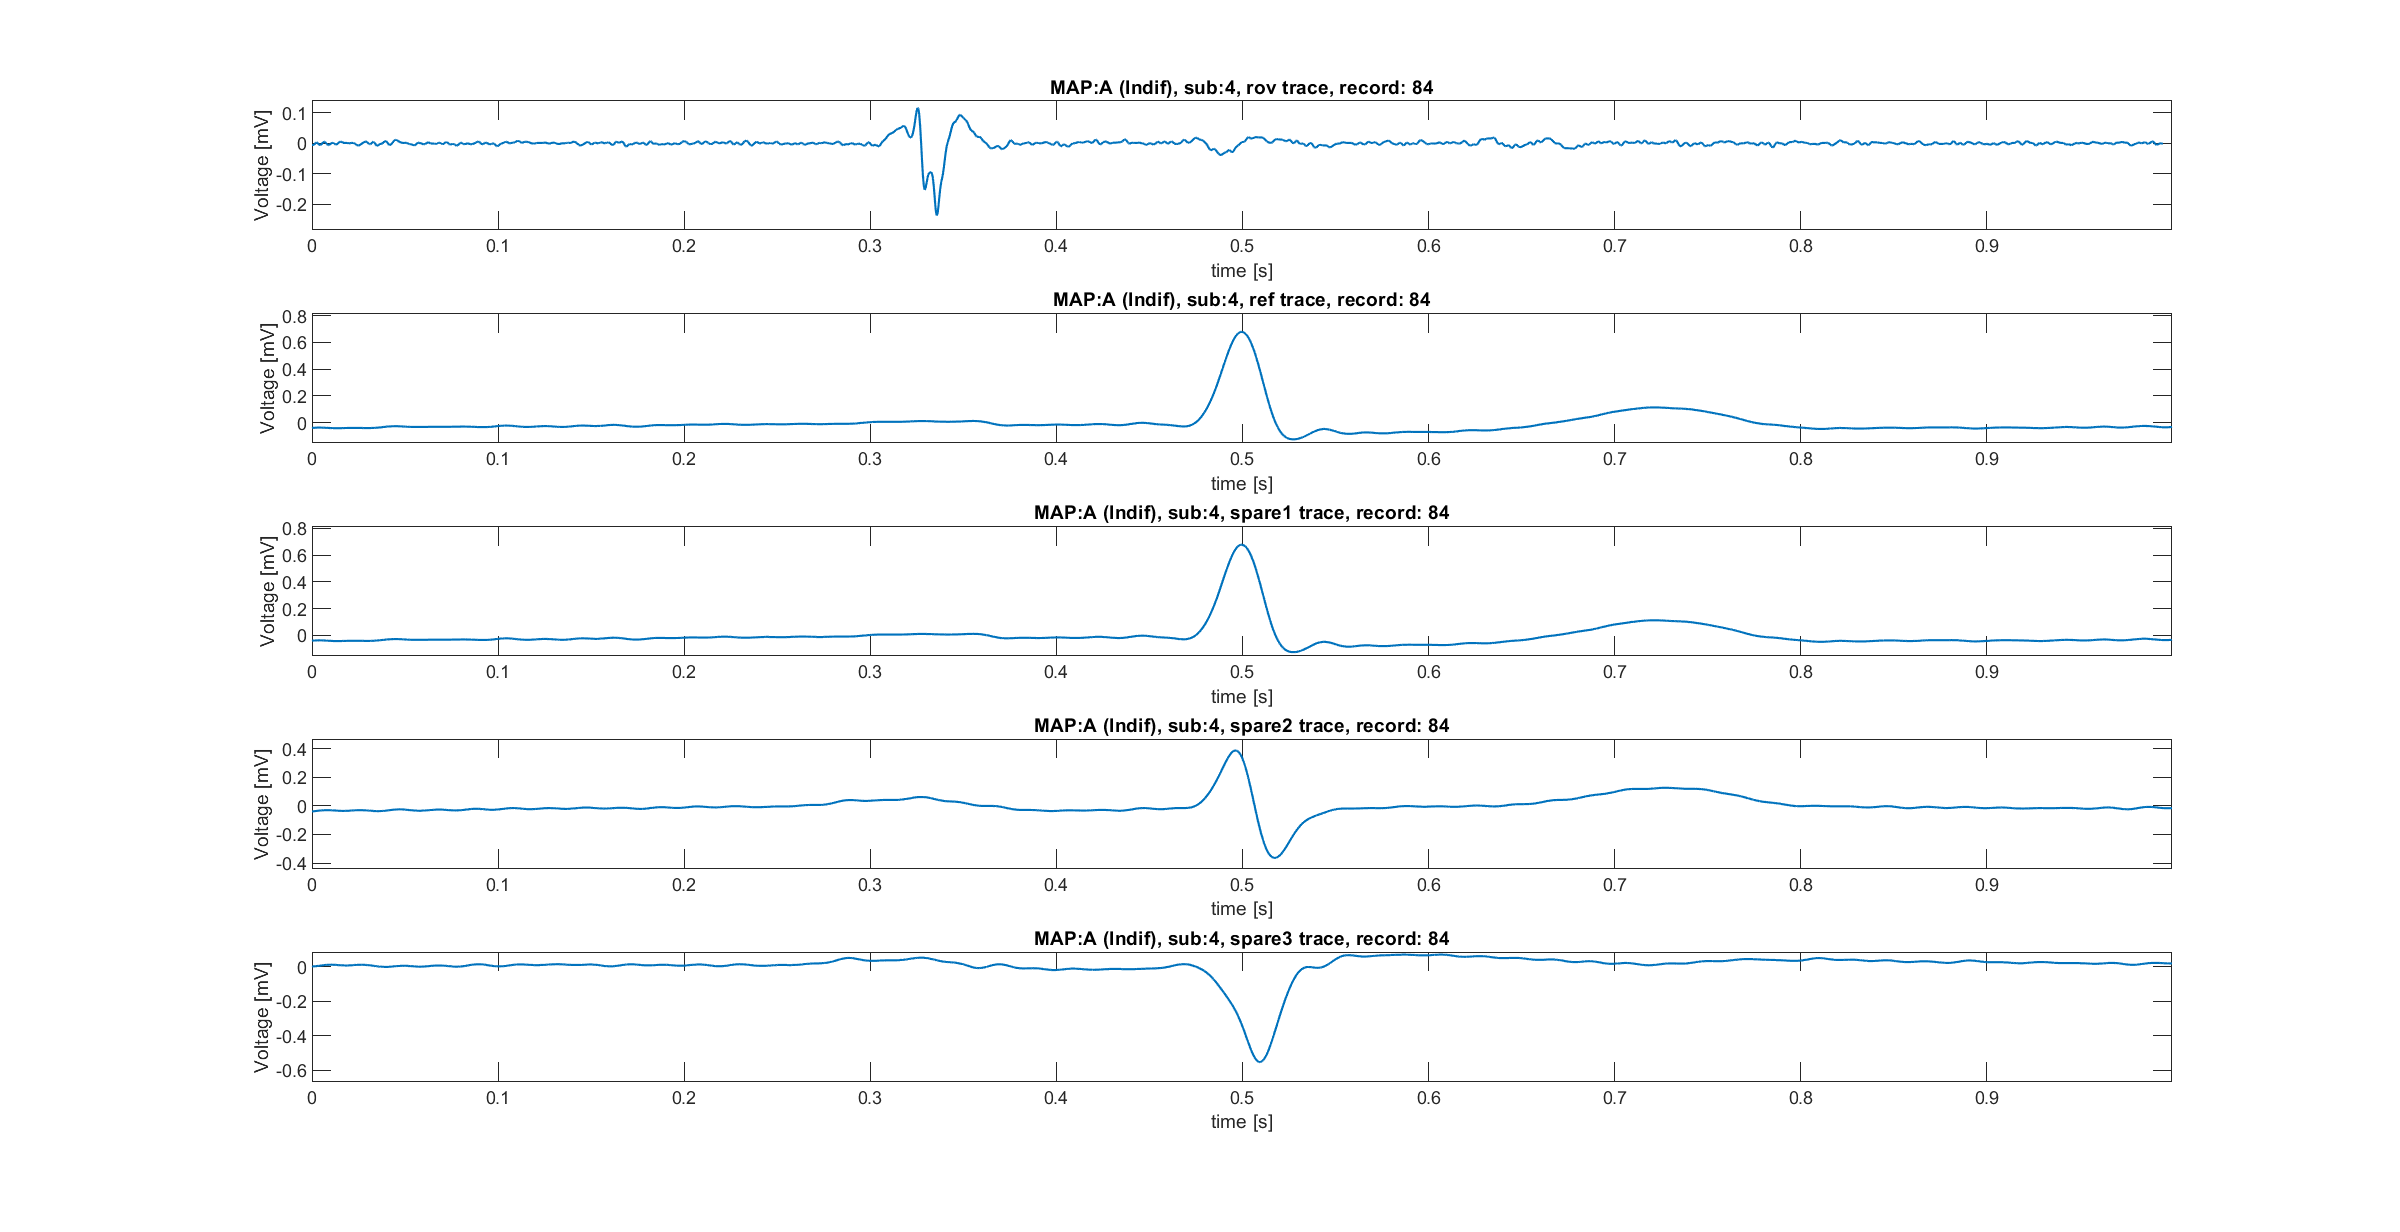 MAP:A (Indif), sub:4, rov trace, record: 84
Voltage [mV]
0.1
0
-0.1
-0.2
0 0.1 0.2 0.3 0.4 0.5 0.6 0.7 0.8 0.9
time [s]
MAP:A (Indif), sub:4, ref trace, record: 84
Voltage [mV]
0.8
0.6
0.4
0.2
0
0 0.1 0.2 0.3 0.4 0.5 0.6 0.7 0.8 0.9
time [s]
MAP:A (Indif), sub:4, spare1 trace, record: 84
Voltage [mV]
0.8
0.6
0.4
0.2
0
0 0.1 0.2 0.3 0.4 0.5 0.6 0.7 0.8 0.9
time [s]
MAP:A (Indif), sub:4, spare2 trace, record: 84
Voltage [mV]
0.4
0.2
0
-0.2
-0.4
0 0.1 0.2 0.3 0.4 0.5 0.6 0.7 0.8 0.9
time [s]
MAP:A (Indif), sub:4, spare3 trace, record: 84
Voltage [mV]
0
-0.2
-0.4
-0.6
0 0.1 0.2 0.3 0.4 0.5 0.6 0.7 0.8 0.9
time [s]